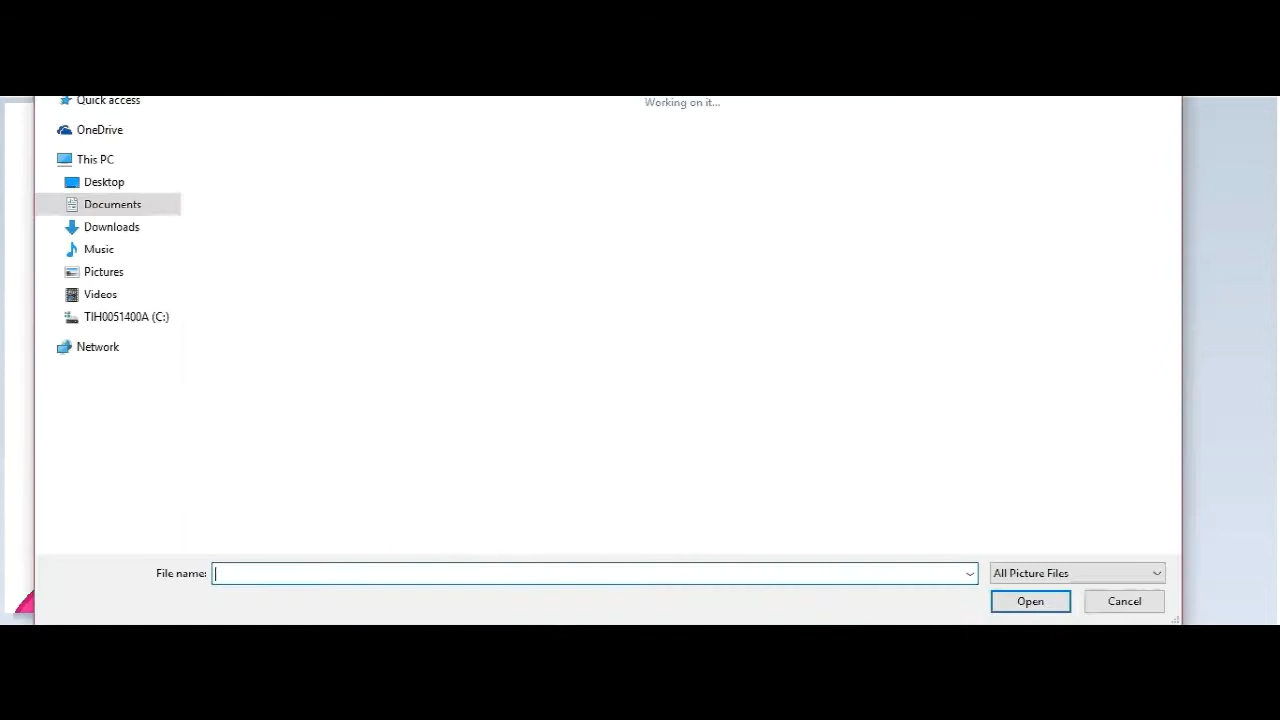 Quick access
Working on it...
OneDrive
This PC
Desktop
Documents
Downloads
Music
Pictures
Videos
TIH0051400A (C:)
Network
File name:
All Picture Files
Open
Cancel